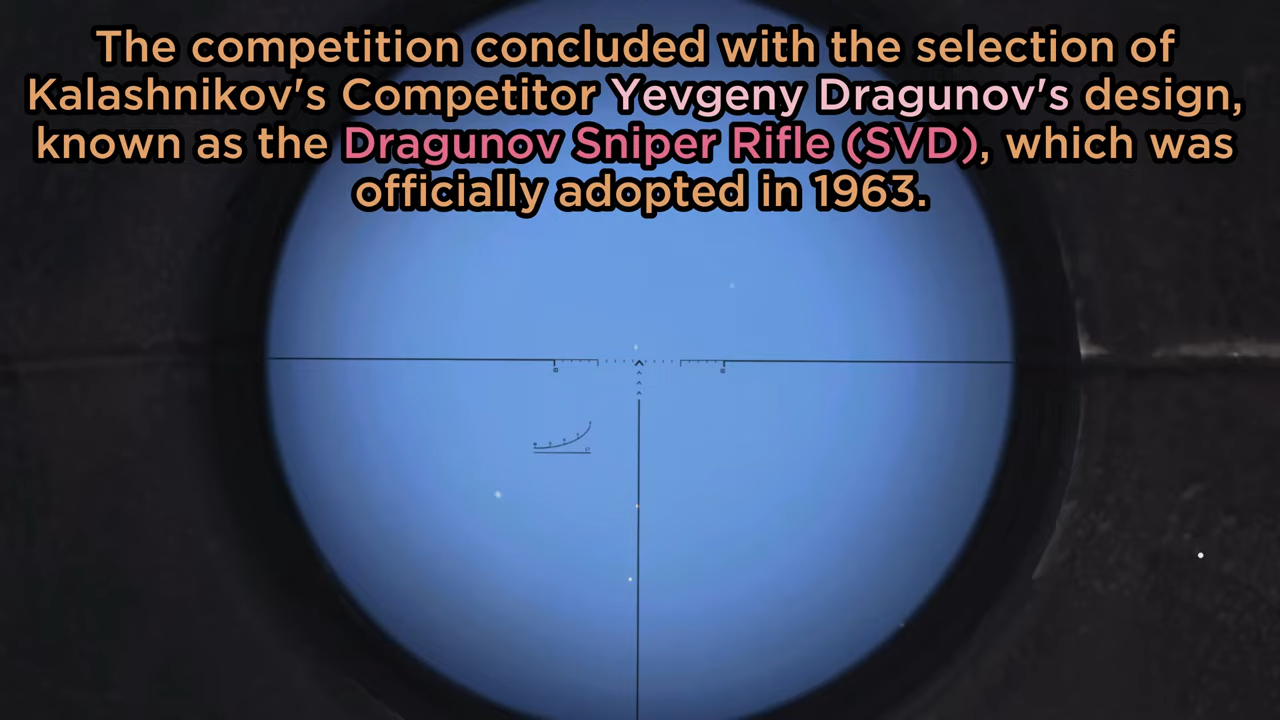 The competition concluded with the selection of
Kalashnikov's Competitor Yevgeny Dragunov's design,
known as the Dragunov Sniper Rifle (SVD), which was
officially adopted in 1963.